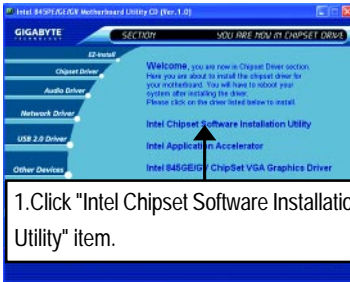 Intel 845PE/GE/GV Motherboard Utility CD (Ver.1.0)
GIGABYTE
TECHNOLOGY
SECTION
YOU ARE NOW IN CHIPSET DRIVE
EZ-Install
Chipset Driver
Audio Driver
Network Driver
USB 2.0 Driver
Other Devices
Welcome, you are now in Chipset Driver section.
Here you are about to install the chipset driver for
your motherboard. You will have to reboot your
system after installing the driver.
Please click on the driver listed below to install.
Intel Chipset Software Installation Utility
Intel Application Accelerator
Intel 845GE/GV ChipSet VGA Graphics Driver
1.Click "Intel Chipset Software Installatio
Utility" item.